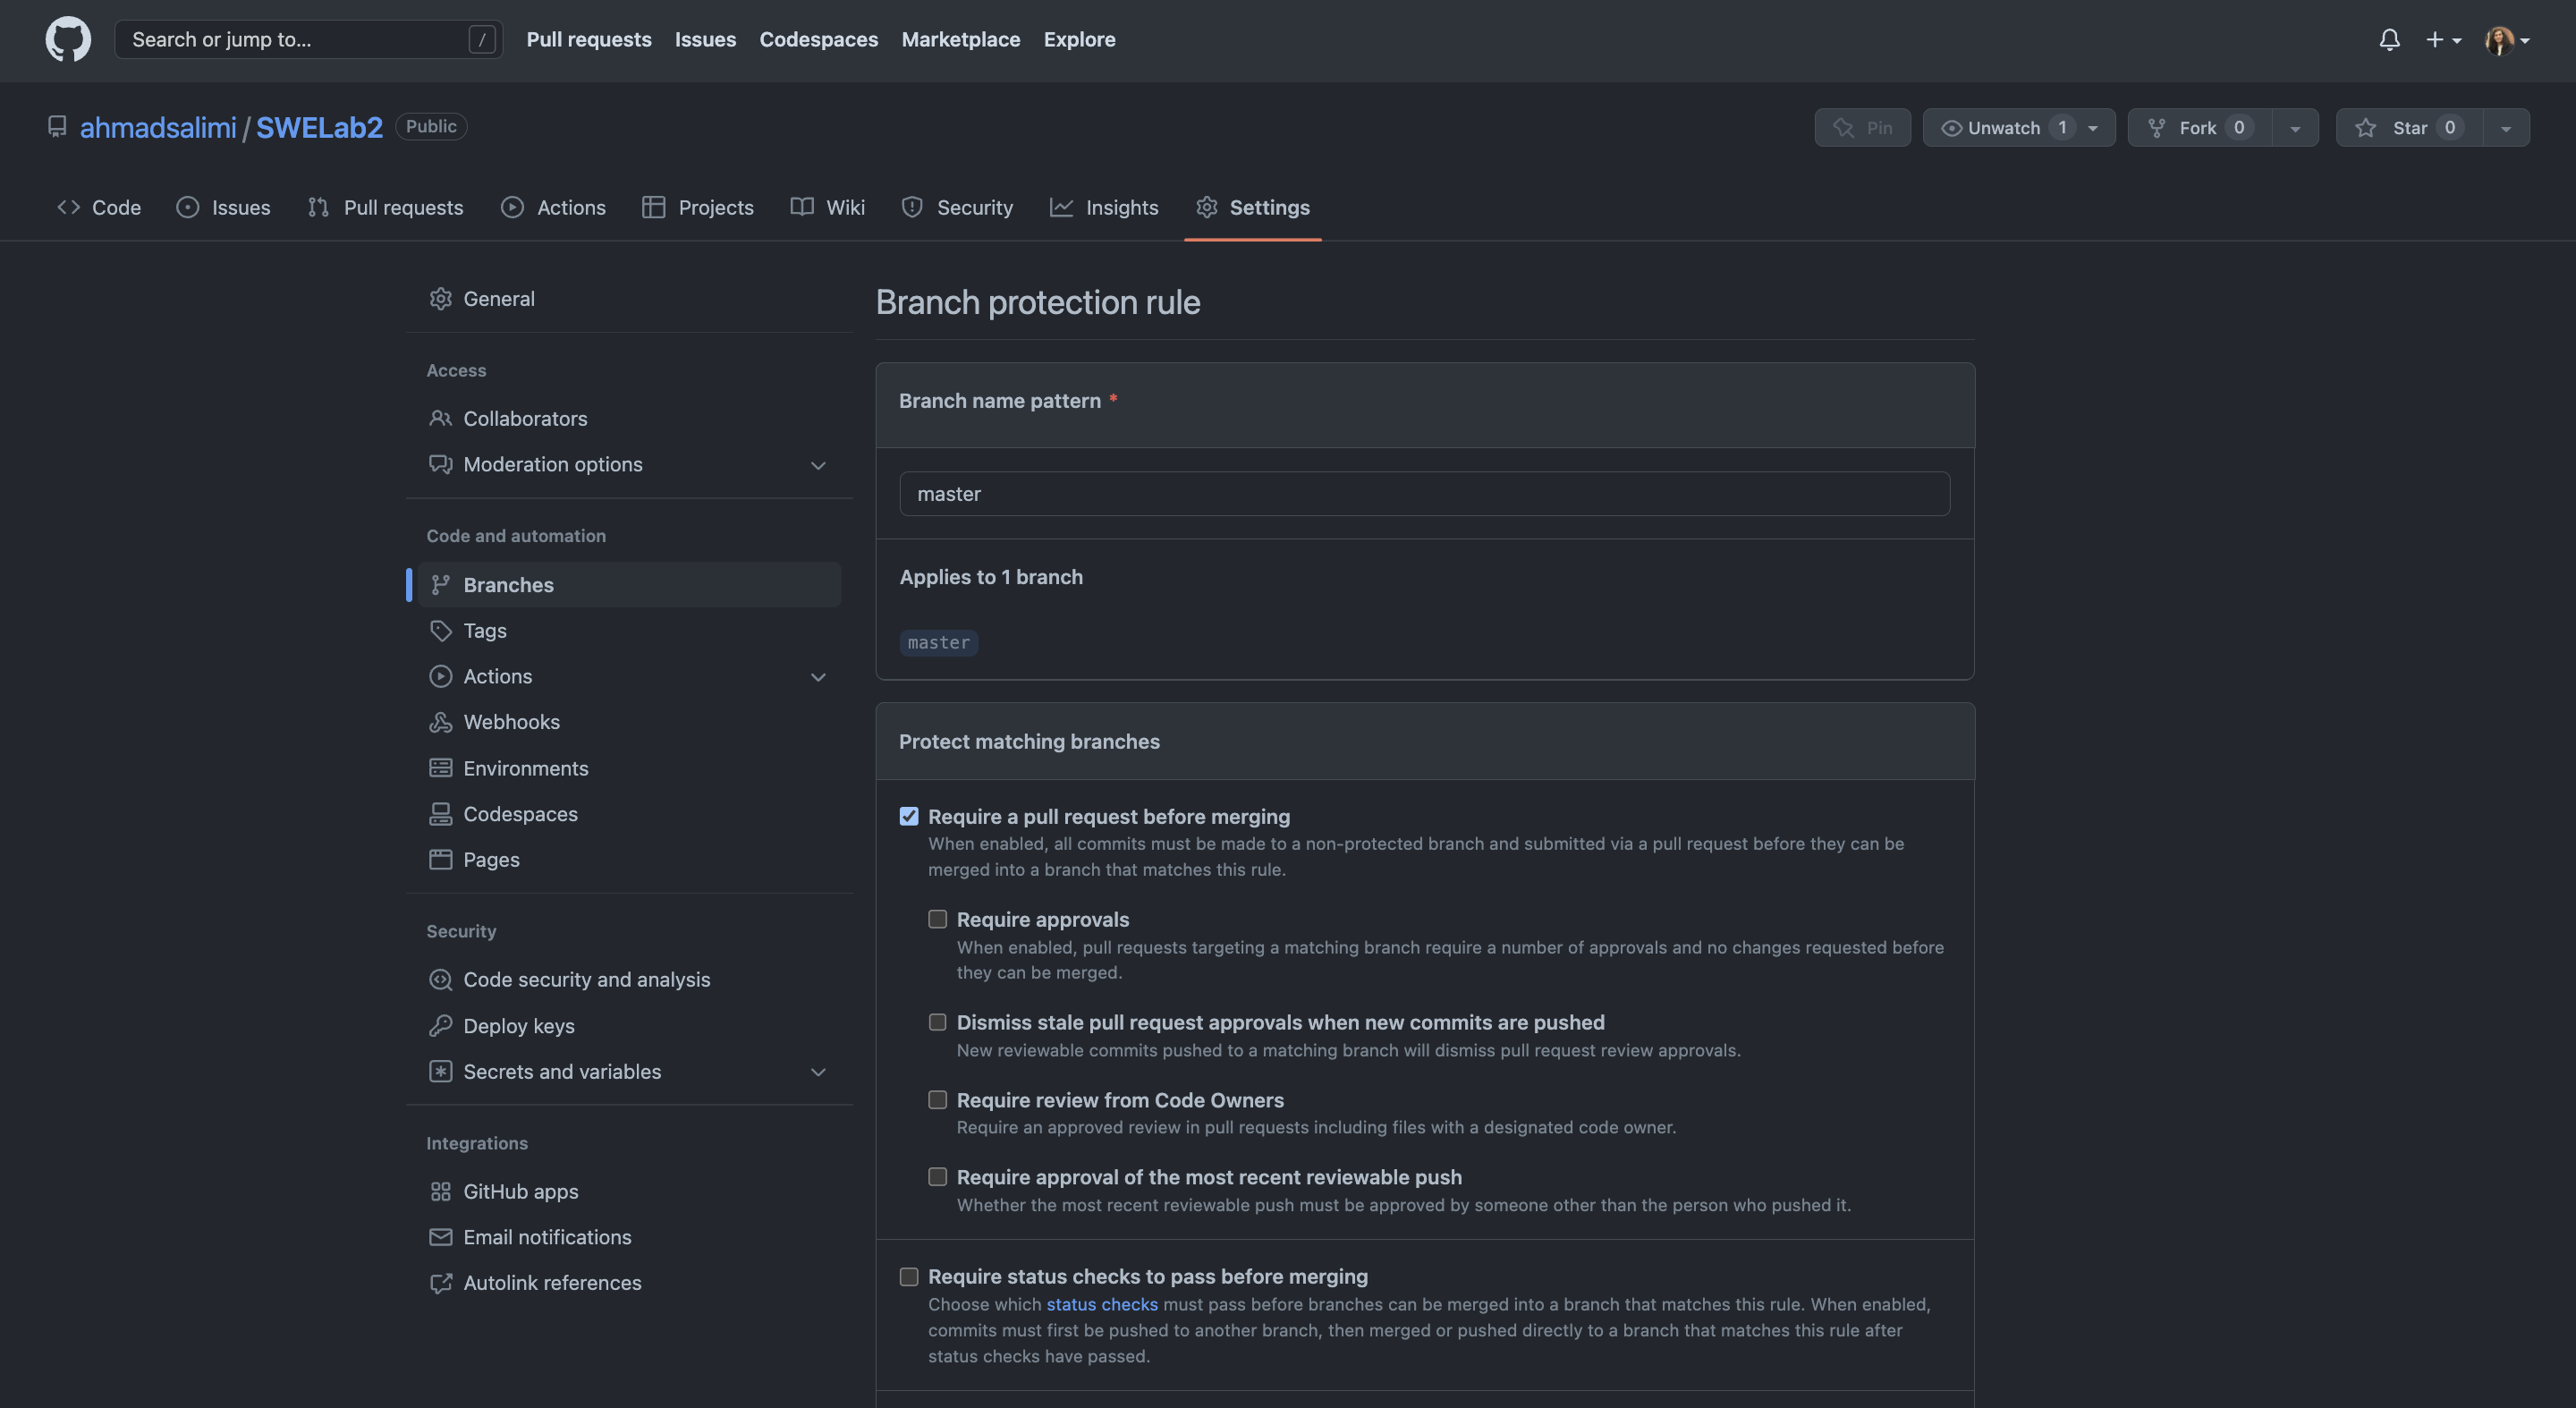 Search or jump to... /
Pull requests Issues Codespaces Marketplace Explore
ahmadsalimi / SWELab2 Public
Pin Unwatch 1 Fork 0 Star 0
Code Issues Pull requests Actions Projects Wiki Security Insights Settings
General
Access
Collaborators
Moderation options
Code and automation
Branches
Tags
Actions
Webhooks
Environments
Codespaces
Pages
Security
Code security and analysis
Deploy keys
Secrets and variables
Integrations
GitHub apps
Email notifications
Autolink references
Branch protection rule
Branch name pattern *
master
Applies to 1 branch
master
Protect matching branches
Require a pull request before merging
When enabled, all commits must be made to a non-protected branch and submitted via a pull request before they can be
merged into a branch that matches this rule.
Require approvals
When enabled, pull requests targeting a matching branch require a number of approvals and no changes requested before
they can be merged.
Dismiss stale pull request approvals when new commits are pushed
New reviewable commits pushed to a matching branch will dismiss pull request review approvals.
Require review from Code Owners
Require an approved review in pull requests including files with a designated code owner.
Require approval of the most recent reviewable push
Whether the most recent reviewable push must be approved by someone other than the person who pushed it.
Require status checks to pass before merging
Choose which status checks must pass before branches can be merged into a branch that matches this rule. When enabled,
commits must first be pushed to another branch, then merged or pushed directly to a branch that matches this rule after
status checks have passed.